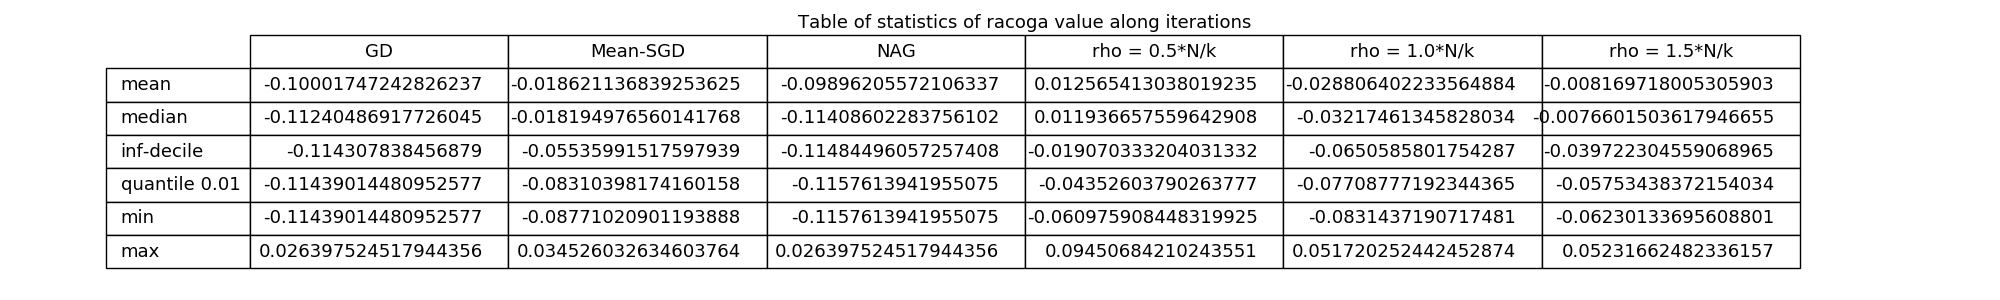 Table of statistics of racoga value along iterations
GD Mean-SGD NAG rho = 0.5*N/k rho = 1.0*N/k rho = 1.5*N/k
mean -0.10001747242826237 -0.018621136839253625 -0.09896205572106337 0.012565413038019235 -0.028806402233564884 -0.008169718005305903
median -0.11240486917726045 -0.018194976560141768 -0.11408602283756102 0.011936657559642908 -0.03217461345828034 -0.0076601503617946655
inf-decile -0.114307838456879 -0.05535991517597939 -0.11484496057257408 -0.019070333204031332 -0.0650585801754287 -0.039722304559068965
quantile 0.01 -0.11439014480952577 -0.08310398174160158 -0.1157613941955075 -0.04352603790263777 -0.07708777192344365 -0.05753438372154034
min -0.11439014480952577 -0.08771020901193888 -0.1157613941955075 -0.060975908448319925 -0.0831437190717481 -0.06230133695608801
max 0.026397524517944356 0.034526032634603764 0.026397524517944356 0.09450684210243551 0.051720252442452874 0.05231662482336157